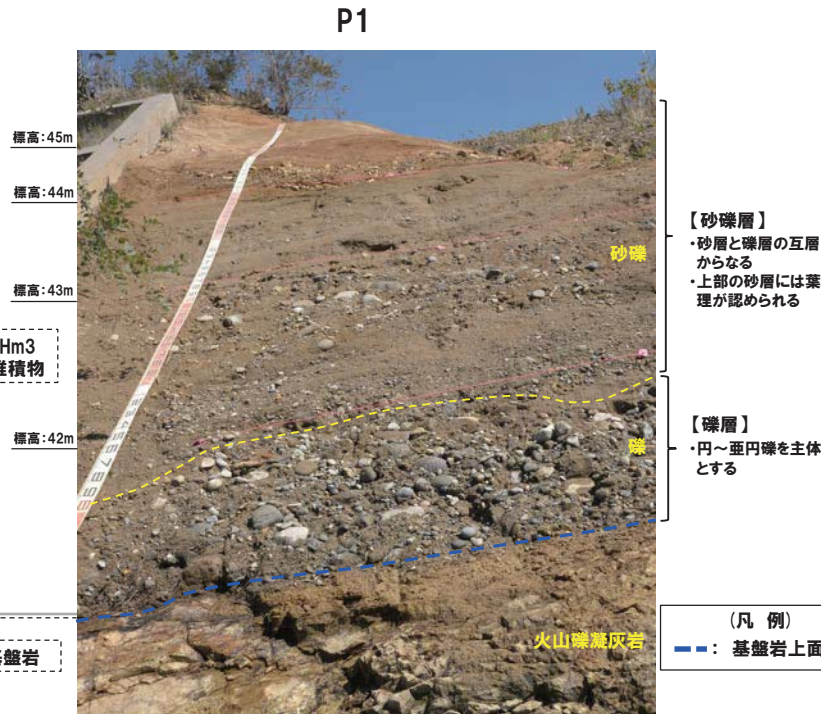 P1
標高:45m
標高:44m
標高:43m
標高:42m
Hm3
堆積物
基盤岩
砂礫
礫
火山礫凝灰岩
【砂礫層】
・砂層と礫層の互層
からなる
・上部の砂層には葉
理が認められる
【礫層】
・円～亜円礫を主体
とする
(凡 例)
: 基盤岩上面